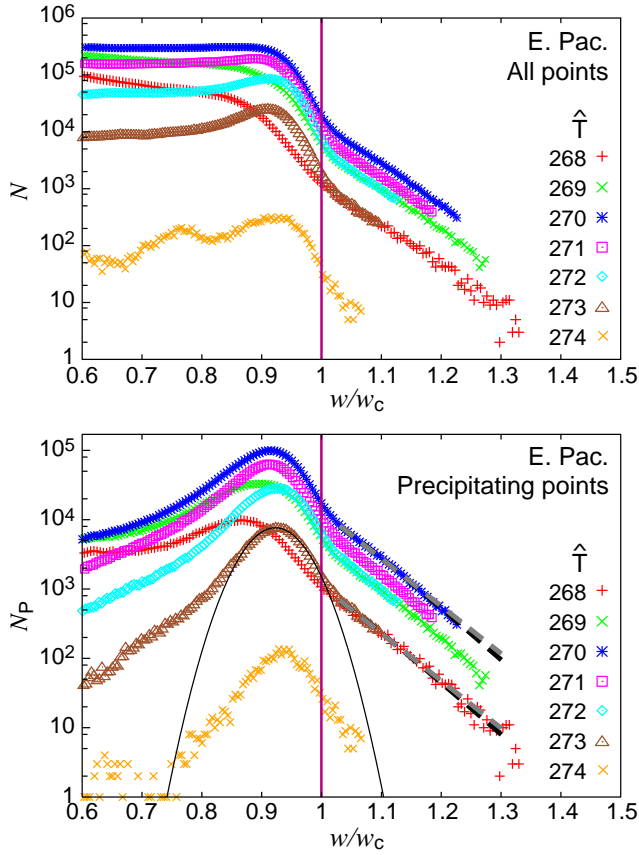 10⁶
10⁵
10⁴
10³
10²
10
1
N
E. Pac.
All points
T̂
268
269
270
271
272
273
274
0.6 0.7 0.8 0.9 1 1.1 1.2 1.3 1.4 1.5
w/w_c
10⁵
10⁴
10³
10²
10
1
N_P
E. Pac.
Precipitating points
T̂
268
269
270
271
272
273
274
0.6 0.7 0.8 0.9 1 1.1 1.2 1.3 1.4 1.5
w/w_c